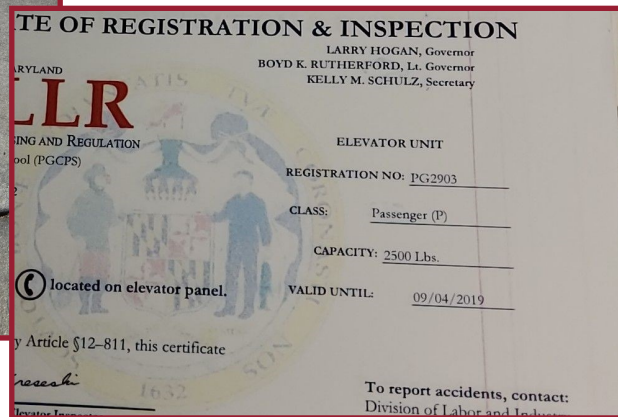 TE OF REGISTRATION & INSPECTION
LARRY HOGAN, Governor
BOYD K. RUTHERFORD, Lt. Governor
KELLY M. SCHULZ, Secretary
ARYLAND
LLR
SING AND REGULATION
ool (PGCPS)
2
ELEVATOR UNIT
REGISTRATION NO: PG2903
CLASS: Passenger (P)
CAPACITY: 2500 Lbs.
located on elevator panel.
VALID UNTIL: 09/04/2019
y Article §12–811, this certificate
1632
Elevator
To report accidents, contact:
Division of Labor and